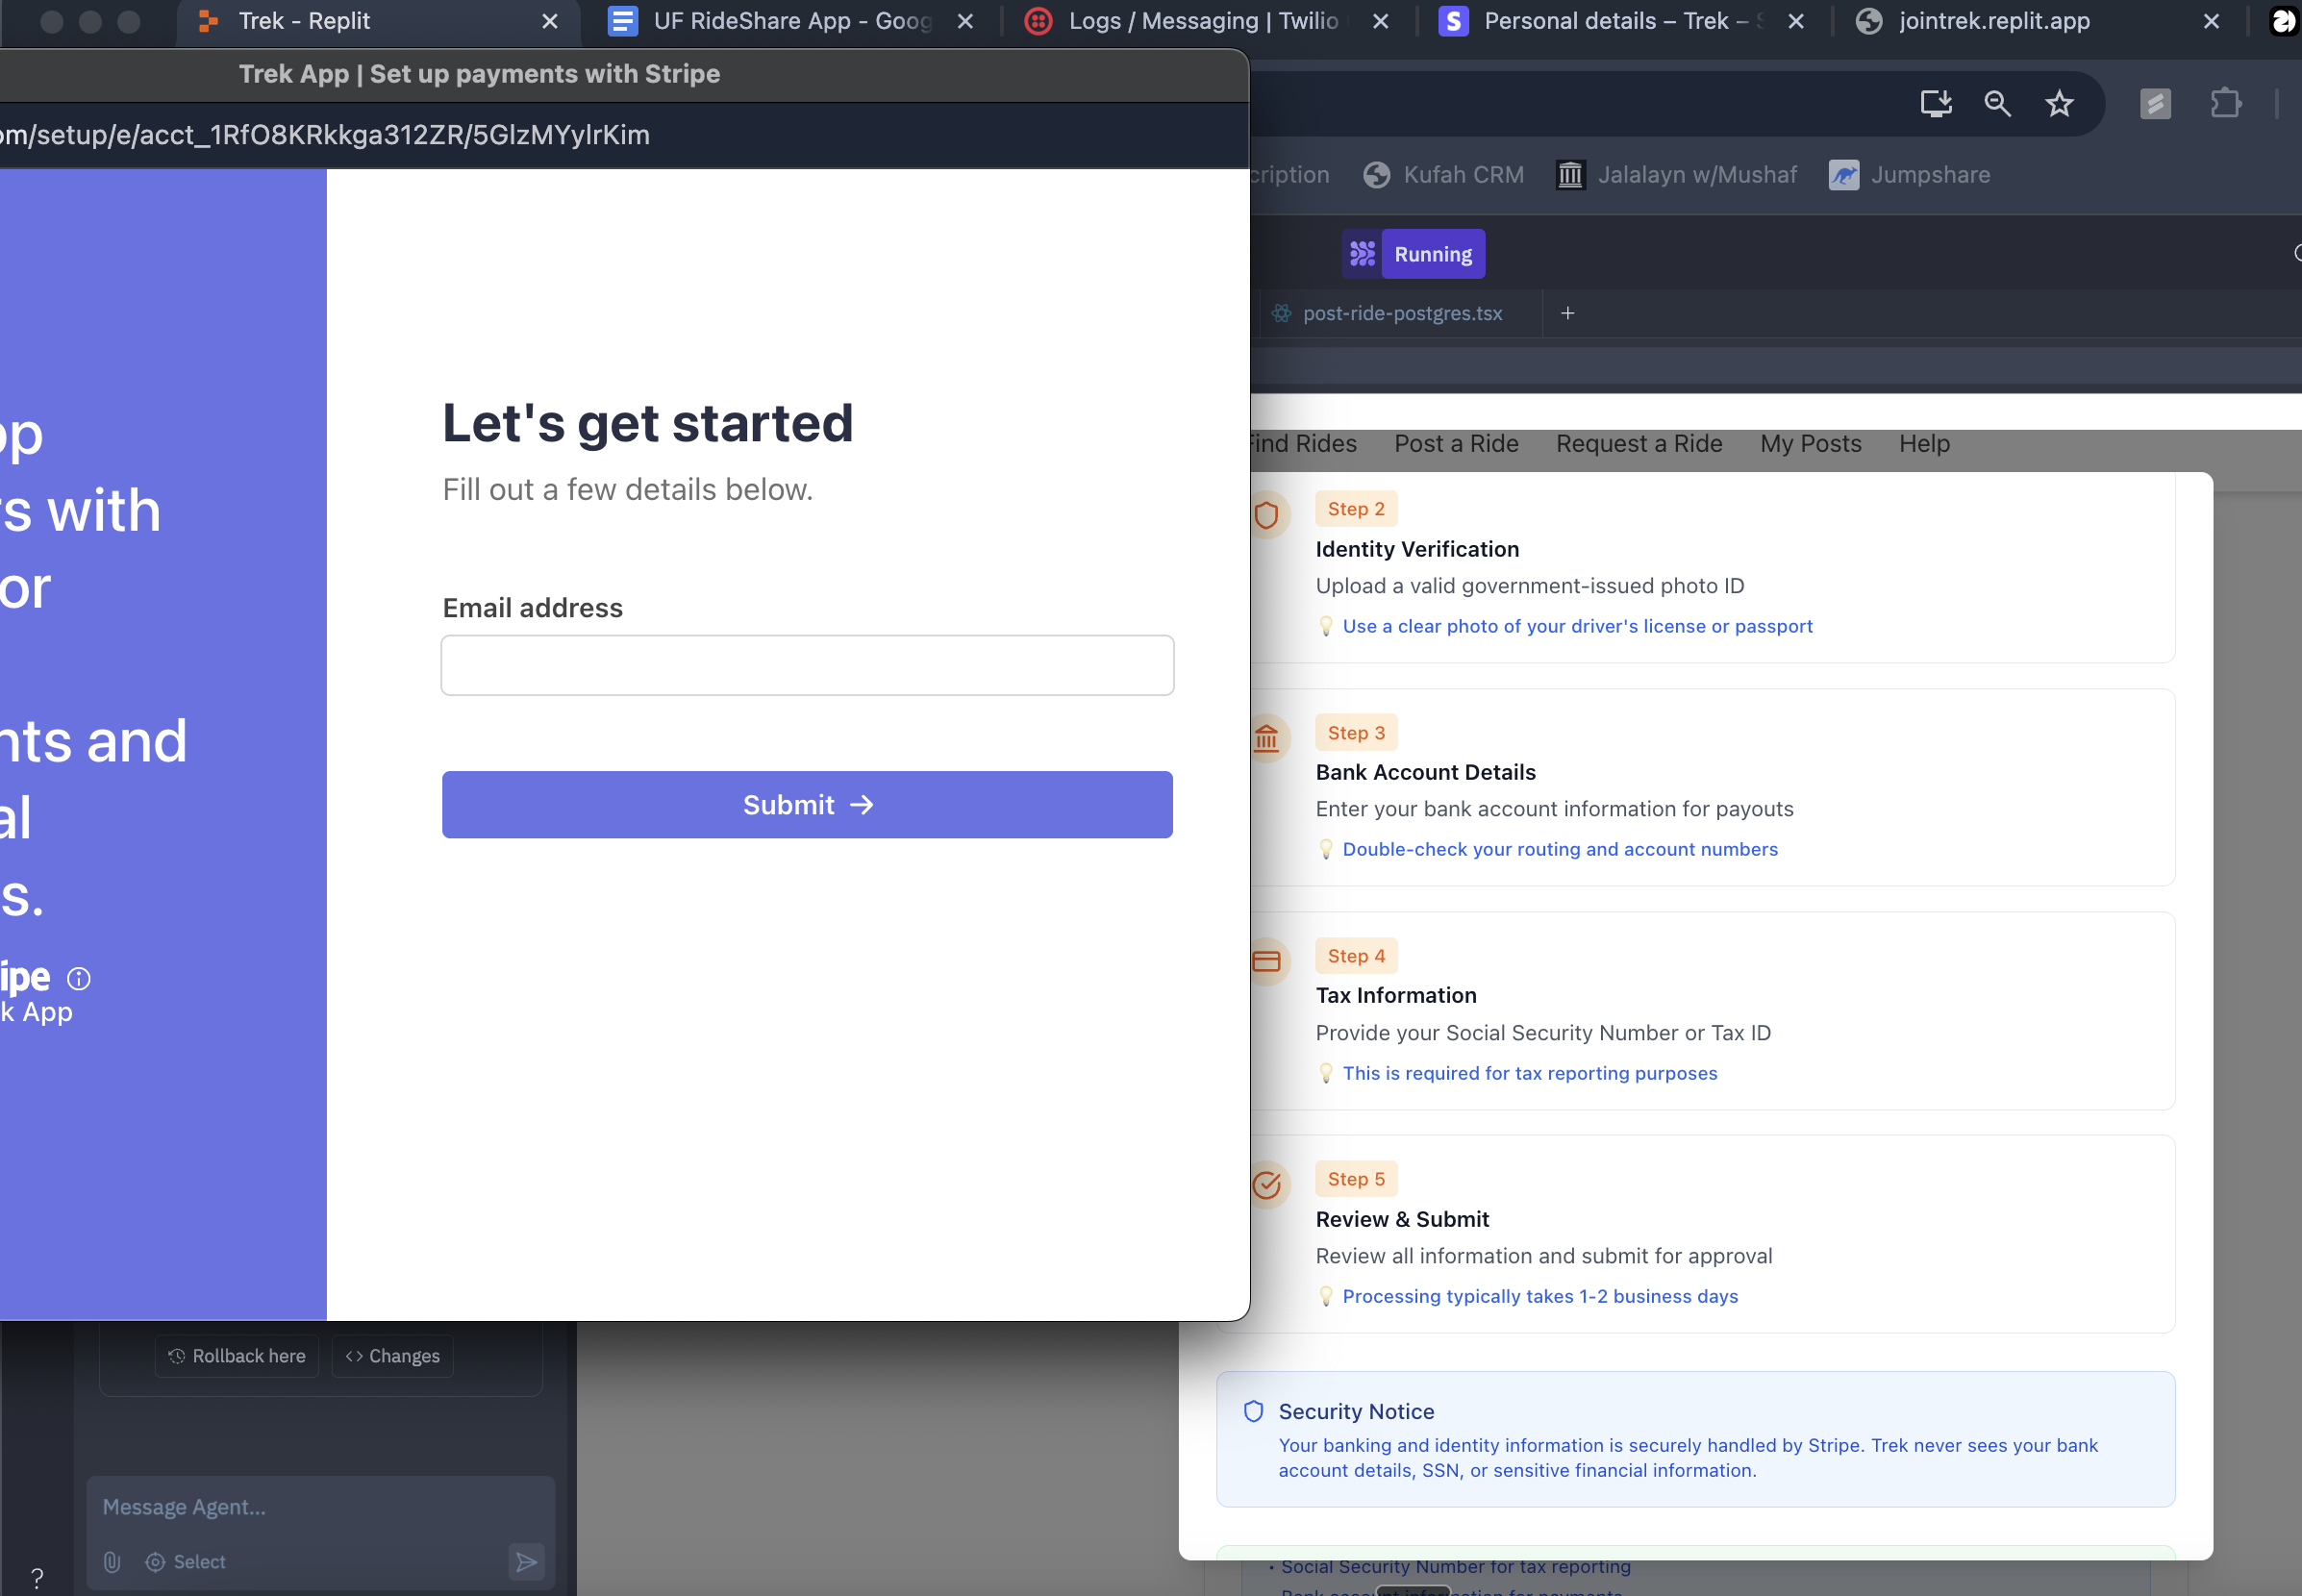 Trek - Replit
UF RideShare App - Goog
Logs / Messaging | Twilio
Personal details – Trek –
jointrek.replit.app
Trek App | Set up payments with Stripe
om/setup/e/acct_1RfO8KRkkga312ZR/5GlzMYylrKim
cription
Kufah CRM
Jalalayn w/Mushaf
Jumpshare
Running
post-ride-postgres.tsx
pp
rs with
or
nts and
al
s.
ipe
k App
Let's get started
Fill out a few details below.
Email address
Submit →
Find Rides
Post a Ride
Request a Ride
My Posts
Help
Step 2
Identity Verification
Upload a valid government-issued photo ID
Use a clear photo of your driver's license or passport
Step 3
Bank Account Details
Enter your bank account information for payouts
Double-check your routing and account numbers
Step 4
Tax Information
Provide your Social Security Number or Tax ID
This is required for tax reporting purposes
Step 5
Review & Submit
Review all information and submit for approval
Processing typically takes 1-2 business days
Security Notice
Your banking and identity information is securely handled by Stripe. Trek never sees your bank
account details, SSN, or sensitive financial information.
• Social Security Number for tax reporting
Rollback here
Changes
Message Agent...
Select
?